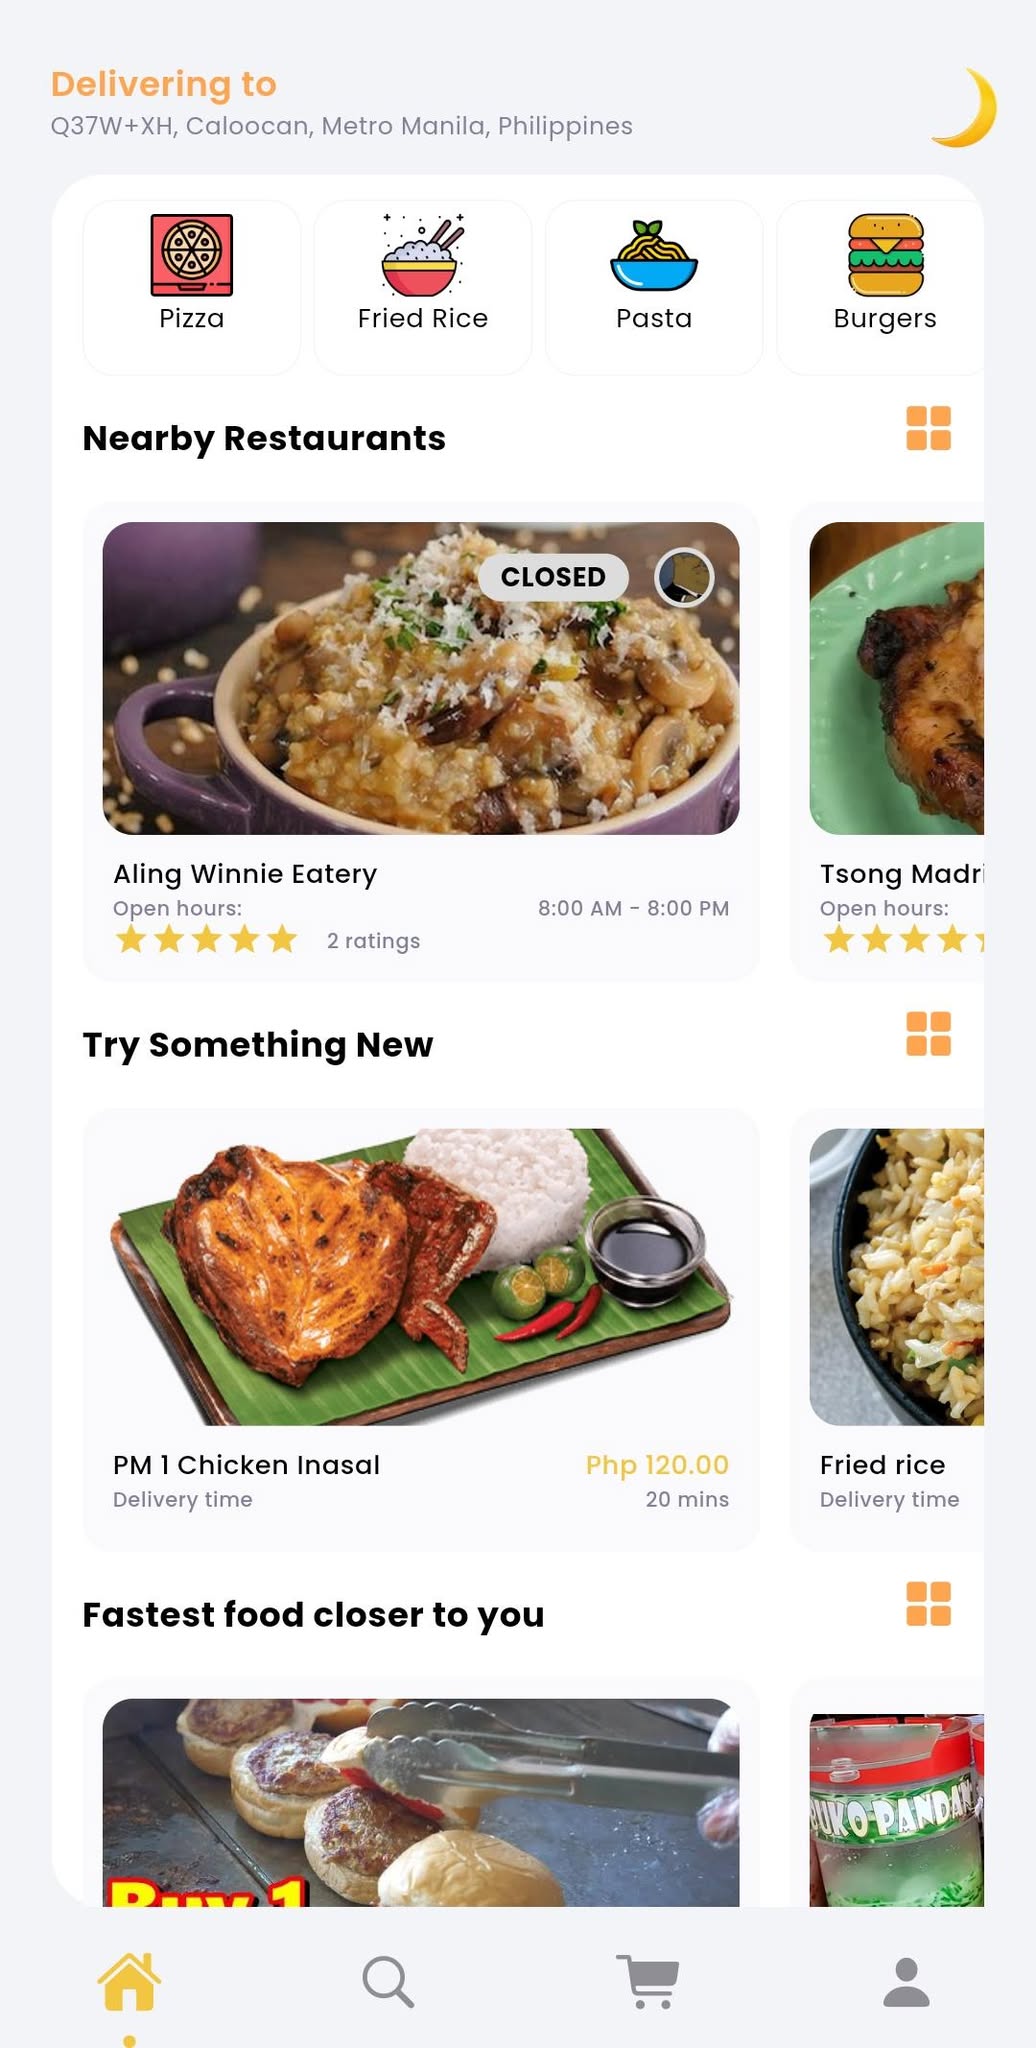 Delivering to
Q37W+XH, Caloocan, Metro Manila, Philippines
Pizza
Fried Rice
Pasta
Burgers
Nearby Restaurants
CLOSED
Aling Winnie Eatery
Open hours:
8:00 AM - 8:00 PM
2 ratings
Tsong Madri
Open hours:
Try Something New
PM 1 Chicken Inasal
Php 120.00
Delivery time
20 mins
Fried rice
Delivery time
Fastest food closer to you
Buy 1
BUKO PANDAN